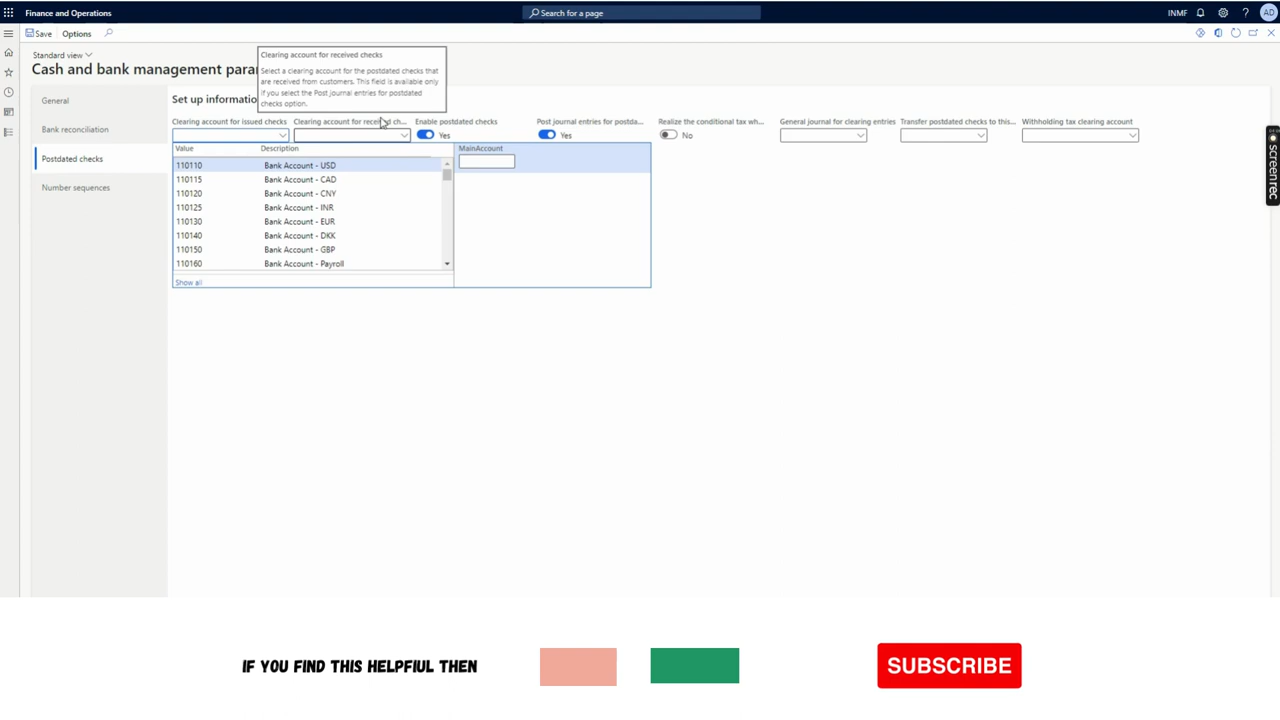 Finance and Operations
Search for a page
INMF
?
AD
Save
Options
Standard view
Cash and bank management para
Clearing account for received checks
Select a clearing account for the postdated checks that
are received from customers. This field is available only
if you select the Post journal entries for postdated
checks option.
General
Bank reconciliation
Postdated checks
Number sequences
Set up informatio
Clearing account for issued checks
Clearing account for received ch...
Enable postdated checks
Yes
Post journal entries for postda...
Yes
Realize the conditional tax wh...
No
General journal for clearing entries
Transfer postdated checks to this...
Withholding tax clearing account
Value Description MainAccount
110110 Bank Account - USD
110115 Bank Account - CAD
110120 Bank Account - CNY
110125 Bank Account - INR
110130 Bank Account - EUR
110140 Bank Account - DKK
110150 Bank Account - GBP
110160 Bank Account - Payroll
Show all
screenrec
IF YOU FIND THIS HELPFIUL THEN
SUBSCRIBE